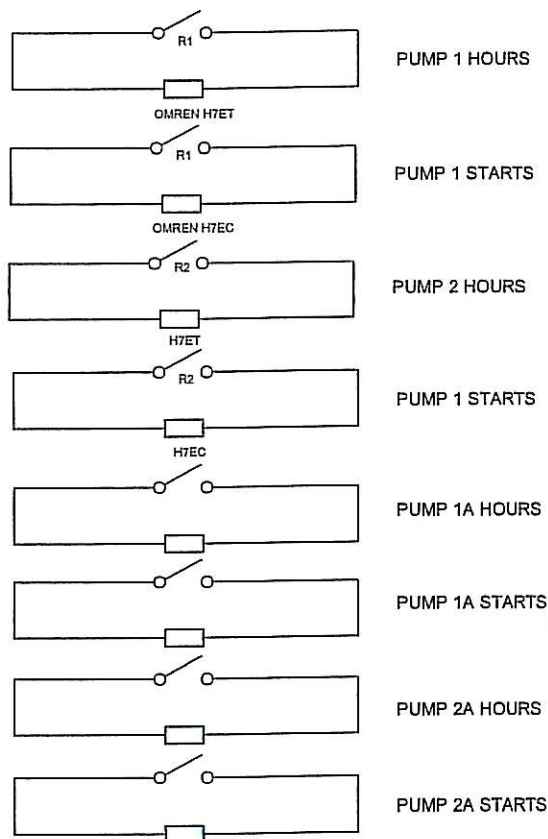 R1
PUMP 1 HOURS
OMREN H7ET
R1
PUMP 1 STARTS
OMREN H7EC
R2
PUMP 2 HOURS
H7ET
R2
PUMP 1 STARTS
H7EC
PUMP 1A HOURS
PUMP 1A STARTS
PUMP 2A HOURS
PUMP 2A STARTS